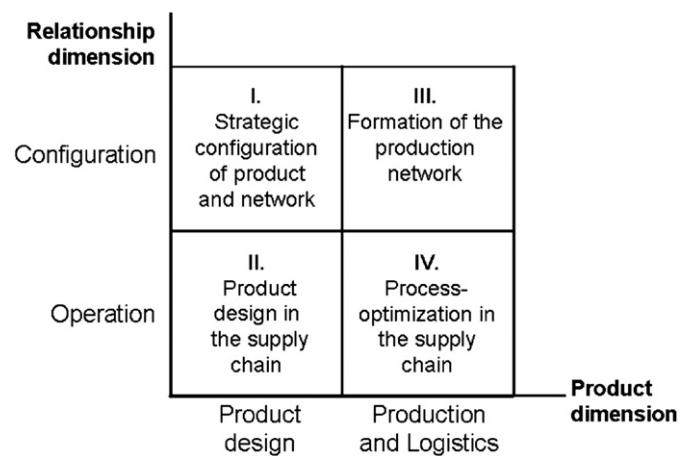 Relationship
dimension
Configuration
I.
Strategic
configuration
of product
and network
III.
Formation of the
production
network
Operation
II.
Product
design in
the supply
chain
IV.
Process-
optimization in
the supply
chain
Product
dimension
Product
design
Production
and Logistics